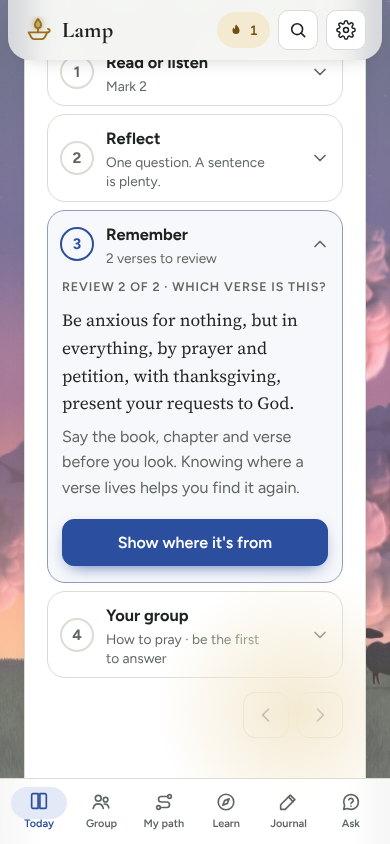 Lamp
1
1
Read or listen
Mark 2
2
Reflect
One question. A sentence
is plenty.
3
Remember
2 verses to review
REVIEW 2 OF 2 · WHICH VERSE IS THIS?
Be anxious for nothing, but in
everything, by prayer and
petition, with thanksgiving,
present your requests to God.
Say the book, chapter and verse
before you look. Knowing where a
verse lives helps you find it again.
Show where it's from
4
Your group
How to pray · be the first
to answer
Today
Group
My path
Learn
Journal
Ask